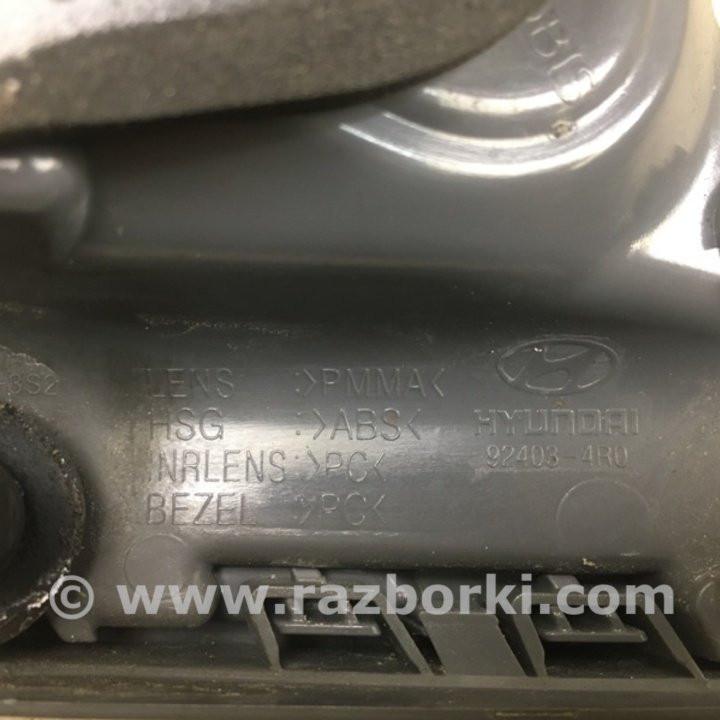 LENS :>PMMA<
HSG :>ABS<
INRLENS:>PC<
BEZEL :>PC<
HYUNDAI
92403-4R0
© www.razborki.com